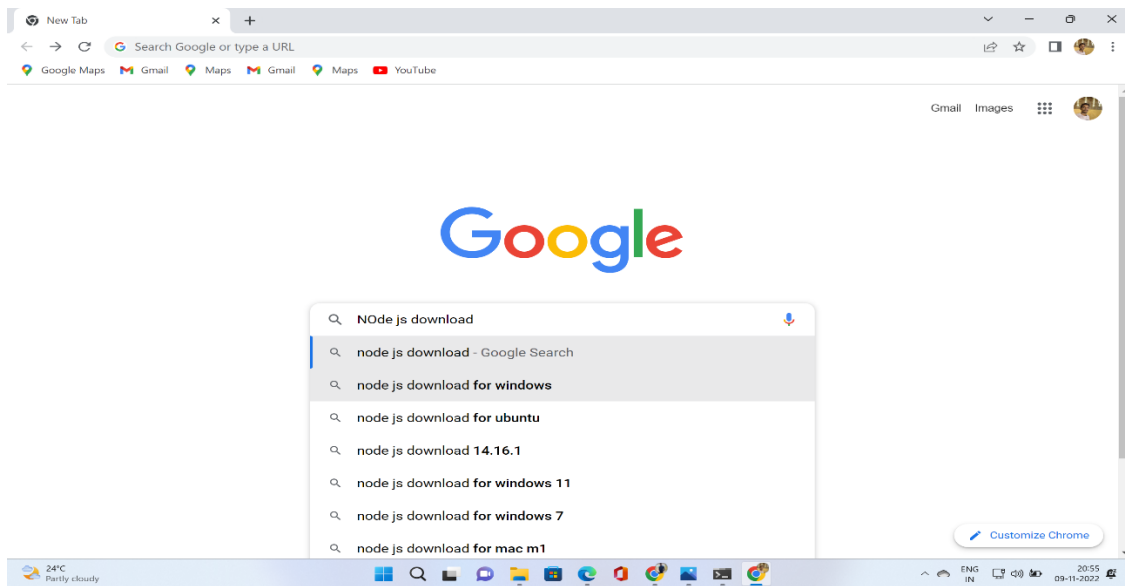 New Tab
Search Google or type a URL
Google Maps Gmail Maps Gmail Maps YouTube
Gmail Images
Google
NOde js download
node js download - Google Search
node js download for windows
node js download for ubuntu
node js download 14.16.1
node js download for windows 11
node js download for windows 7
node js download for mac m1
Customize Chrome
24°C
Partly cloudy
ENG
IN
20:55
09-11-2022